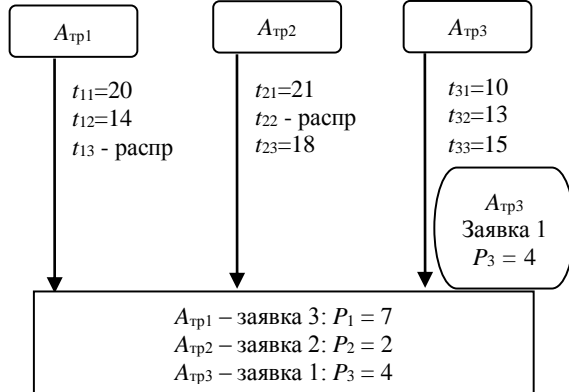 Aтр1
Aтр2
Aтр3
t11=20
t12=14
t13 - распр
t21=21
t22 - распр
t23=18
t31=10
t32=13
t33=15
Aтр3
Заявка 1
P3 = 4
Aтр1 – заявка 3: P1 = 7
Aтр2 – заявка 2: P2 = 2
Aтр3 – заявка 1: P3 = 4